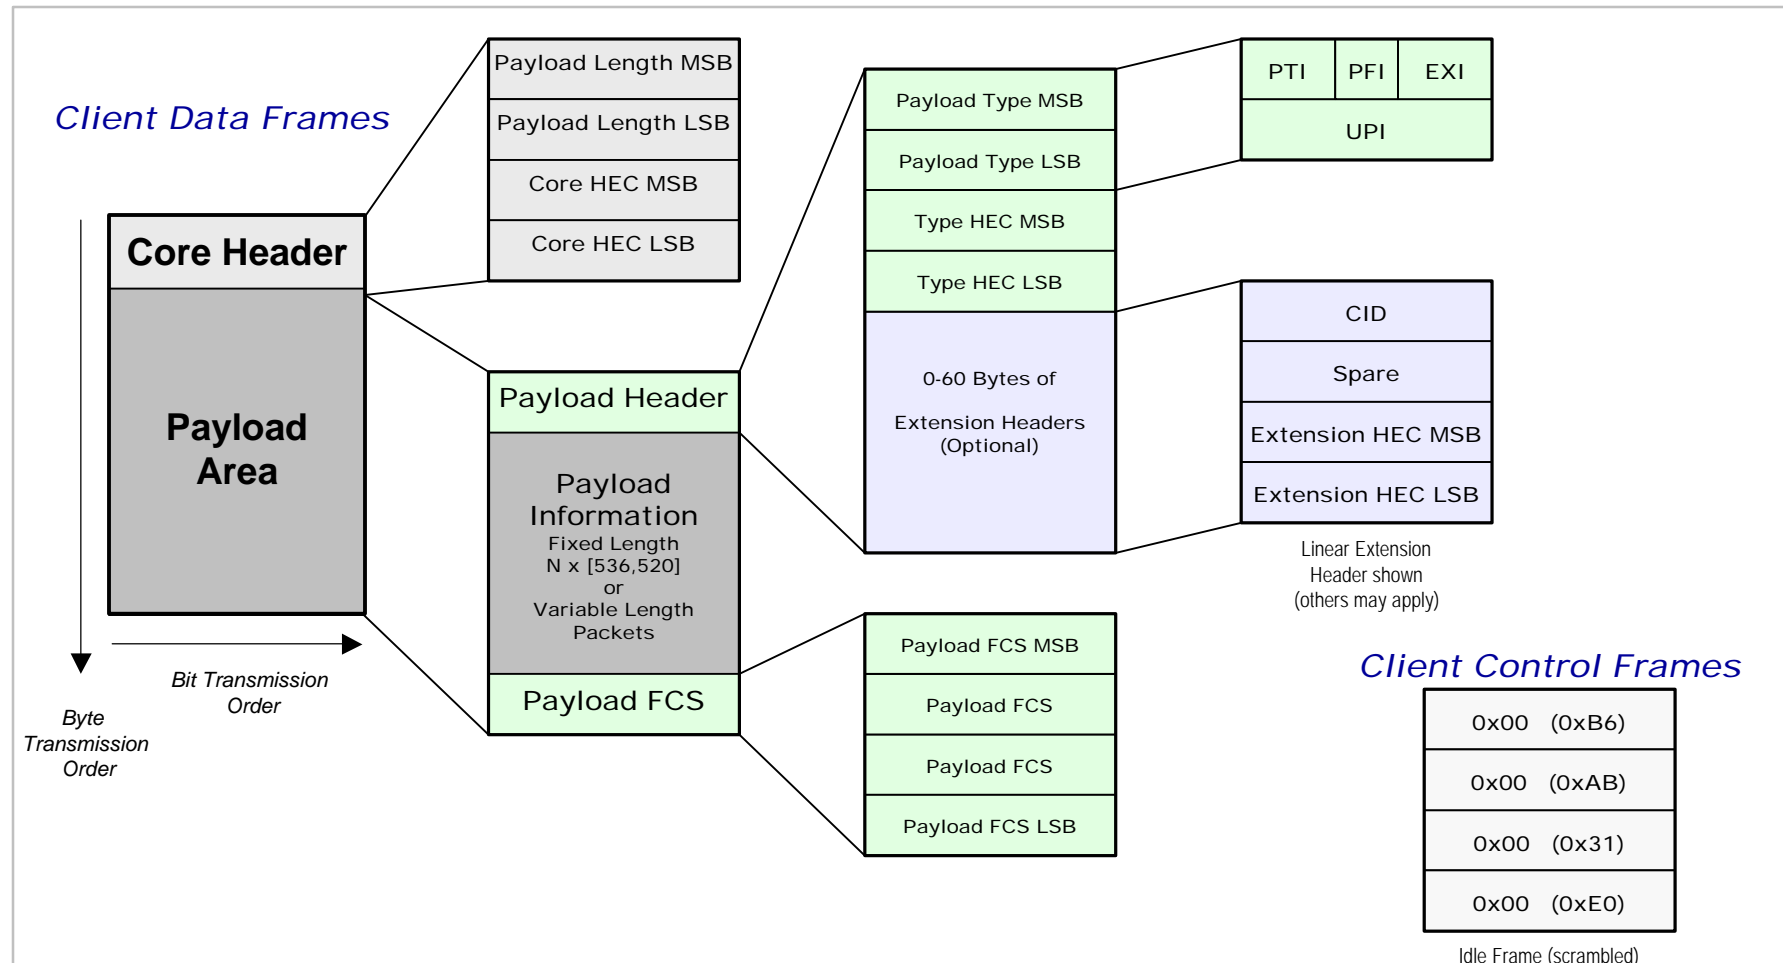 Client Data Frames
Core Header
Payload
Area
Byte
Transmission
Order
Bit Transmission
Order
Payload Length MSB
Payload Length LSB
Core HEC MSB
Core HEC LSB
Payload Header
Payload
Information
Fixed Length
N x [536,520]
or
Variable Length
Packets
Payload FCS
Payload Type MSB
Payload Type LSB
Type HEC MSB
Type HEC LSB
0-60 Bytes of
Extension Headers
(Optional)
Payload FCS MSB
Payload FCS
Payload FCS
Payload FCS LSB
PTI PFI EXI
UPI
CID
Spare
Extension HEC MSB
Extension HEC LSB
Linear Extension
Header shown
(others may apply)
Client Control Frames
0x00 (0xB6)
0x00 (0xAB)
0x00 (0x31)
0x00 (0xE0)
Idle Frame (scrambled)